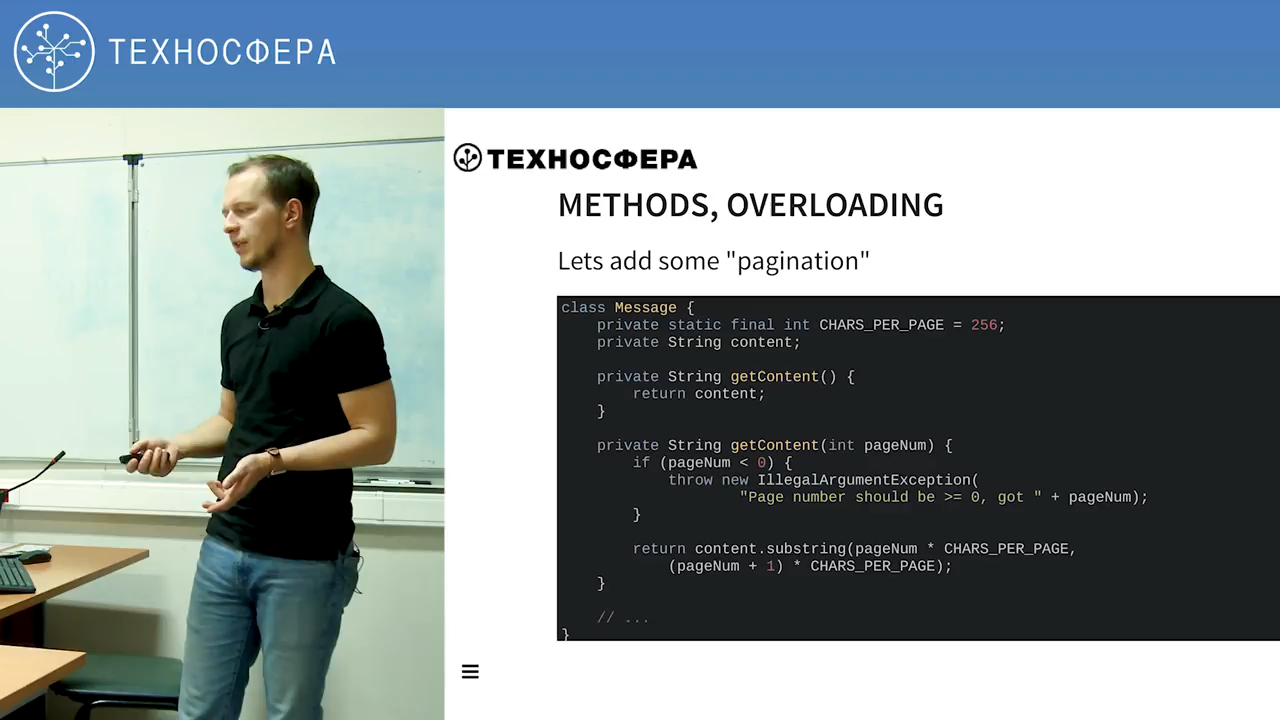 ТЕХНОСФЕРА
ТЕХНОСФЕРА
METHODS, OVERLOADING
Lets add some "pagination"
class Message {
    private static final int CHARS_PER_PAGE = 256;
    private String content;
    private String getContent() {
        return content;
    }
    private String getContent(int pageNum) {
        if (pageNum < 0) {
            throw new IllegalArgumentException(
                    "Page number should be >= 0, got " + pageNum);
        }
        return content.substring(pageNum * CHARS_PER_PAGE,
            (pageNum + 1) * CHARS_PER_PAGE);
    }
    // ...
}